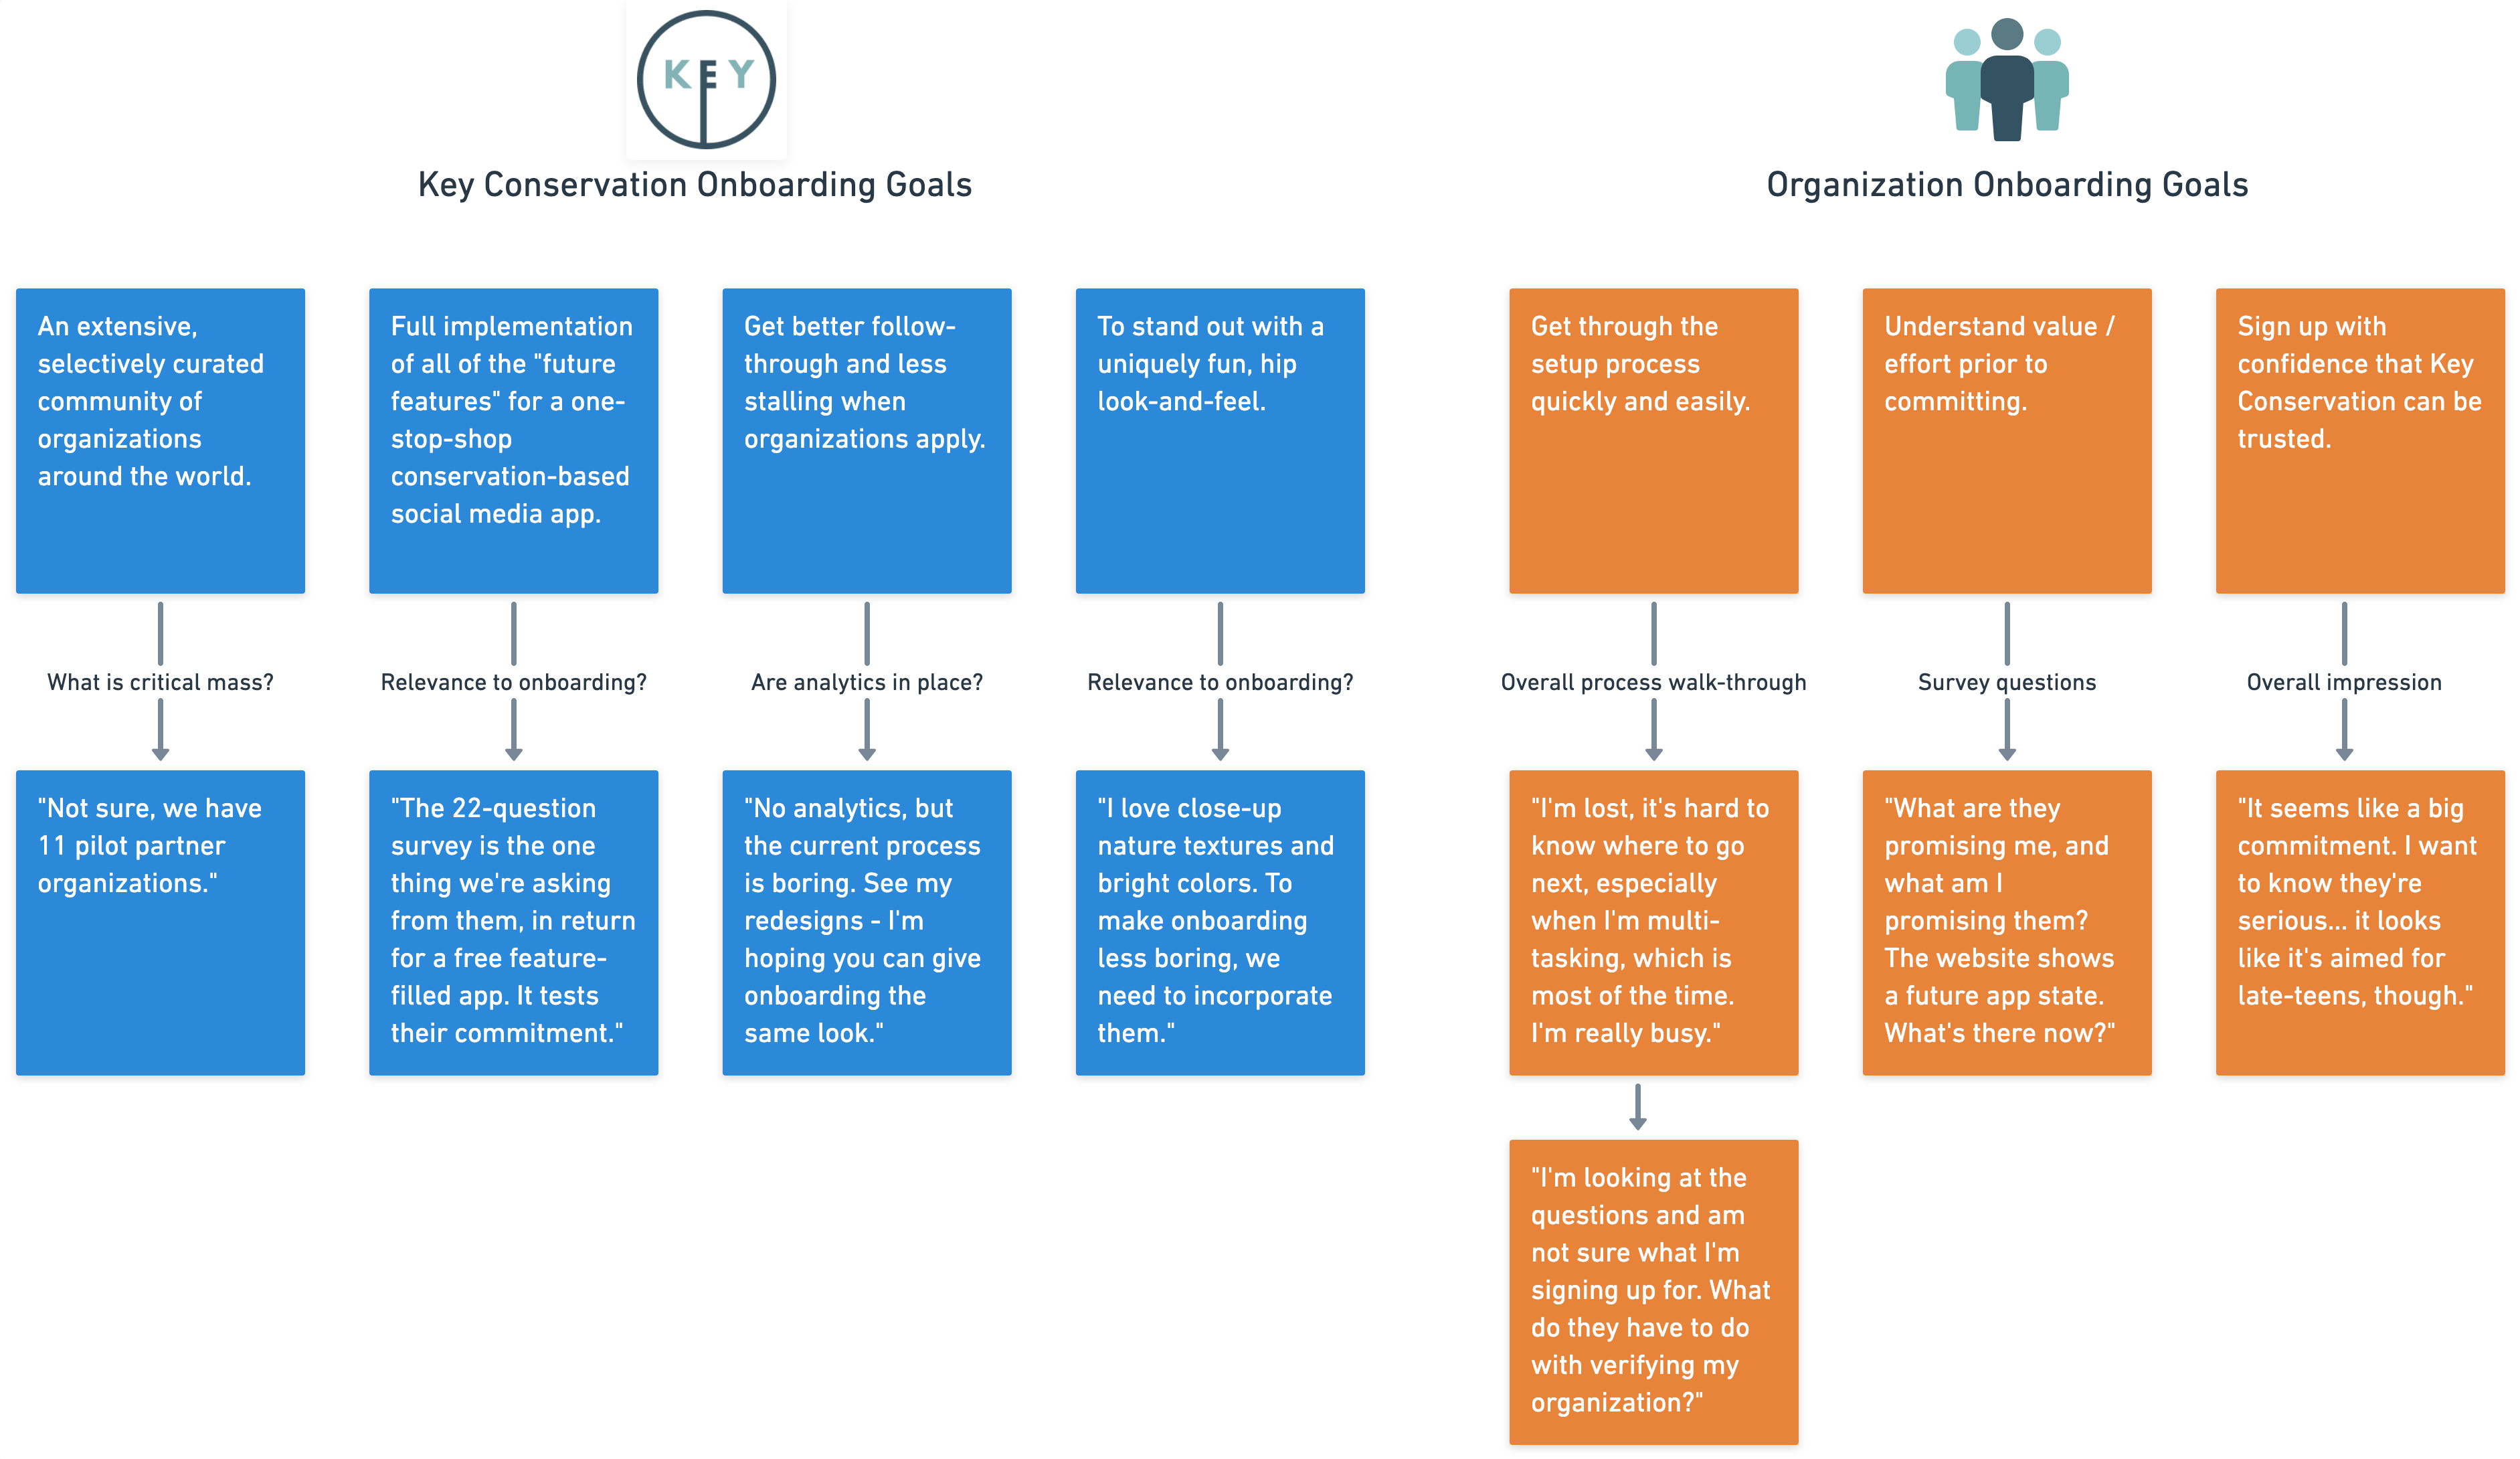 KEY
Key Conservation Onboarding Goals
An extensive,
selectively curated
community of
organizations
around the world.
What is critical mass?
"Not sure, we have
11 pilot partner
organizations."
Full implementation
of all of the "future
features" for a one-
stop-shop
conservation-based
social media app.
Relevance to onboarding?
"The 22-question
survey is the one
thing we're asking
from them, in return
for a free feature-
filled app. It tests
their commitment."
Get better follow-
through and less
stalling when
organizations apply.
Are analytics in place?
"No analytics, but
the current process
is boring. See my
redesigns - I'm
hoping you can give
onboarding the
same look."
To stand out with a
uniquely fun, hip
look-and-feel.
Relevance to onboarding?
"I love close-up
nature textures and
bright colors. To
make onboarding
less boring, we
need to incorporate
them."
Organization Onboarding Goals
Get through the
setup process
quickly and easily.
Overall process walk-through
"I'm lost, it's hard to
know where to go
next, especially
when I'm multi-
tasking, which is
most of the time.
I'm really busy."
"I'm looking at the
questions and am
not sure what I'm
signing up for. What
do they have to do
with verifying my
organization?"
Understand value /
effort prior to
committing.
Survey questions
"What are they
promising me, and
what am I
promising them?
The website shows
a future app state.
What's there now?"
Sign up with
confidence that Key
Conservation can be
trusted.
Overall impression
"It seems like a big
commitment. I want
to know they're
serious... it looks
like it's aimed for
late-teens, though."